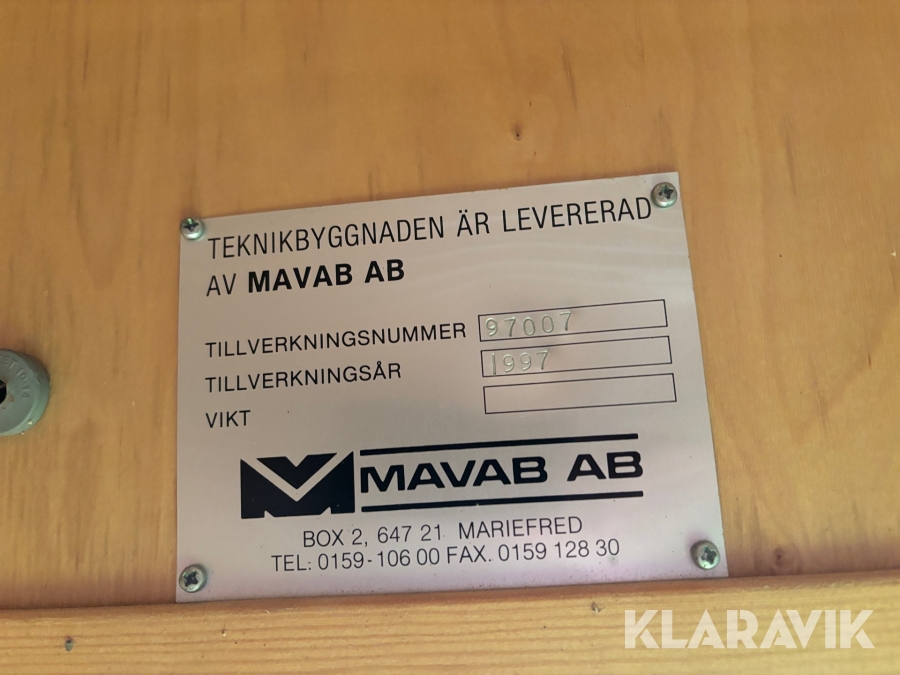 TEKNIKBYGGNADEN ÄR LEVERERAD
AV MAVAB AB
TILLVERKNINGSNUMMER 97007
TILLVERKNINGSÅR 1997
VIKT
MAVAB AB
BOX 2, 647 21 MARIEFRED
TEL: 0159-106 00 FAX. 0159 128 30
KLARAVIK